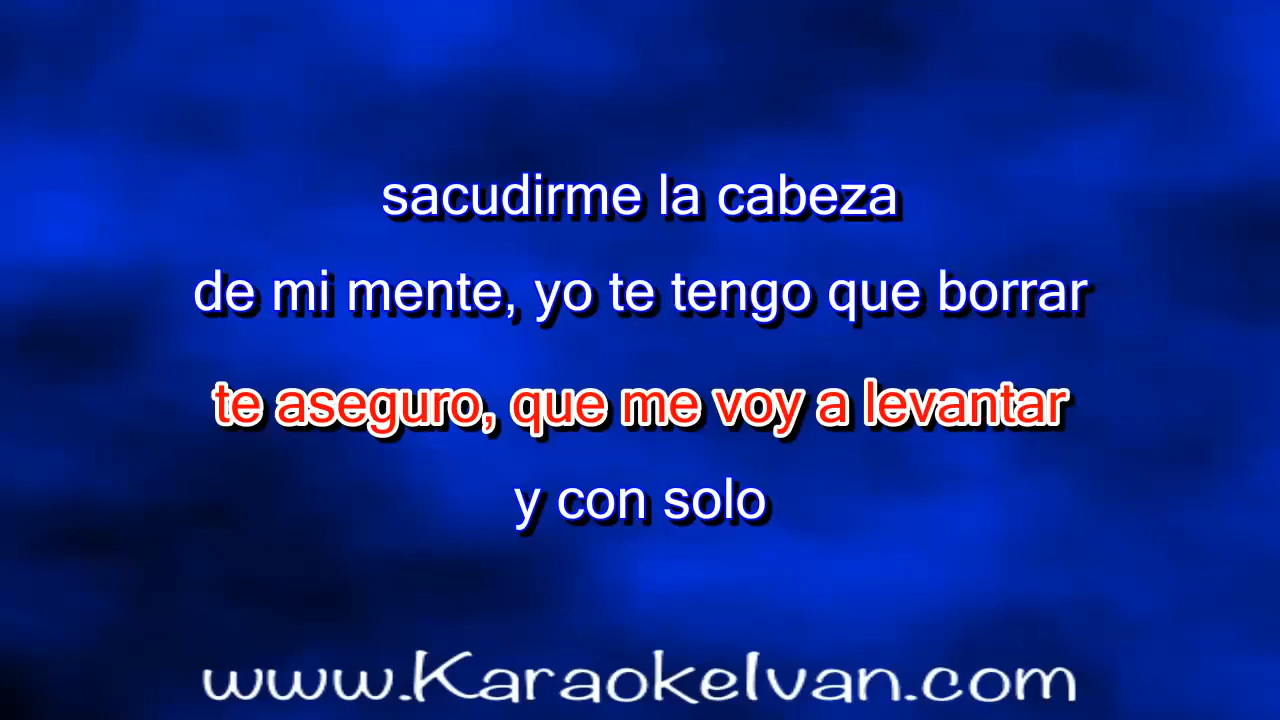 sacudirme la cabeza
de mi mente, yo te tengo que borrar
te aseguro, que me voy a levantar
y con solo
www.KaraokeIvan.com